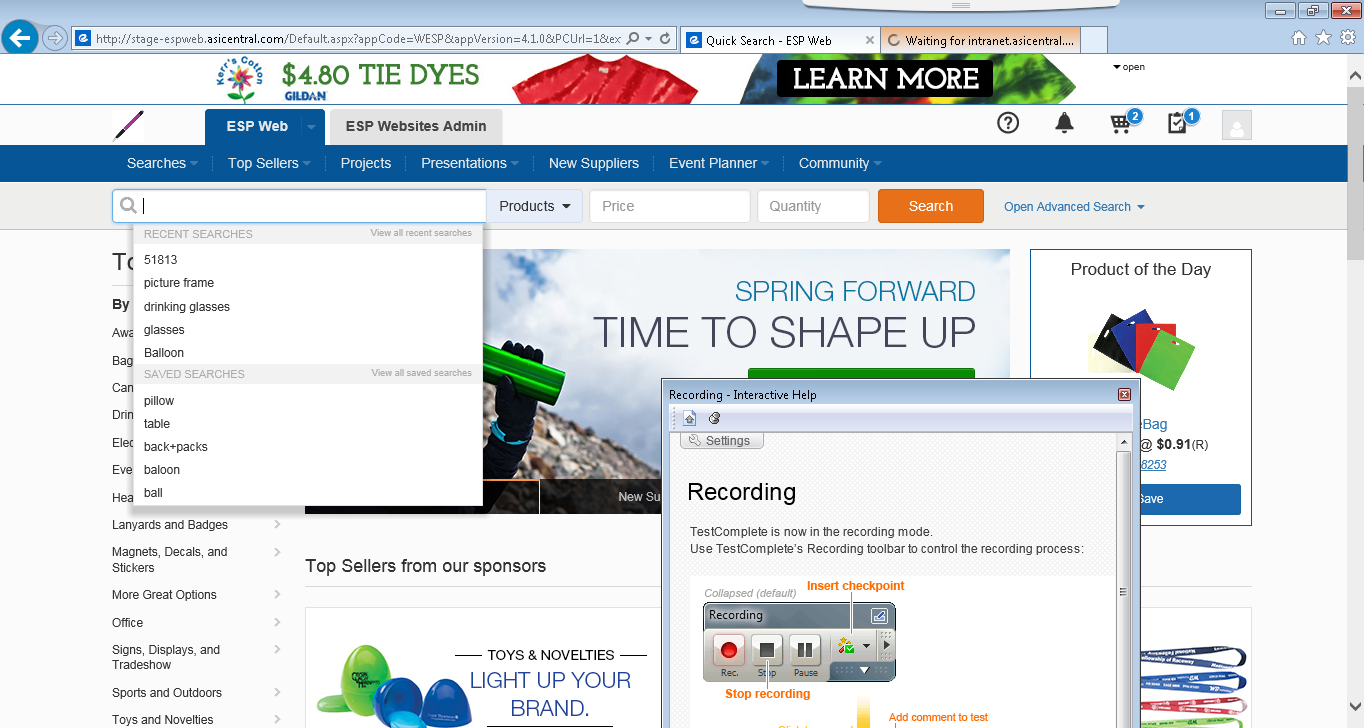 http://stage-espweb.asicentral.com/Default.aspx?appCode=WESP&appVersion=4.1.0&PCUrl=1&ex
Quick Search - ESP Web
Waiting for intranet.asicentral....
Kerr's Cotton
$4.80 TIE DYES
GILDAN
LEARN MORE
open
ESP Web
ESP Websites Admin
2
1
Searches
Top Sellers
Projects
Presentations
New Suppliers
Event Planner
Community
Products
Price
Quantity
Search
Open Advanced Search
RECENT SEARCHES
View all recent searches
51813
picture frame
drinking glasses
glasses
Balloon
SAVED SEARCHES
View all saved searches
pillow
table
back+packs
baloon
ball
By
Lanyards and Badges
Magnets, Decals, and
Stickers
More Great Options
Office
Signs, Displays, and
Tradeshow
Sports and Outdoors
Toys and Novelties
SPRING FORWARD
TIME TO SHAPE UP
New Su
Product of the Day
eBag
@ $0.91(R)
8253
Save
Top Sellers from our sponsors
TOYS & NOVELTIES
LIGHT UP YOUR
BRAND.
Recording - Interactive Help
Settings
Recording
TestComplete is now in the recording mode.
Use TestComplete's Recording toolbar to control the recording process:
Insert checkpoint
Collapsed (default)
Recording
Rec.
Stop
Pause
Stop recording
Add comment to test